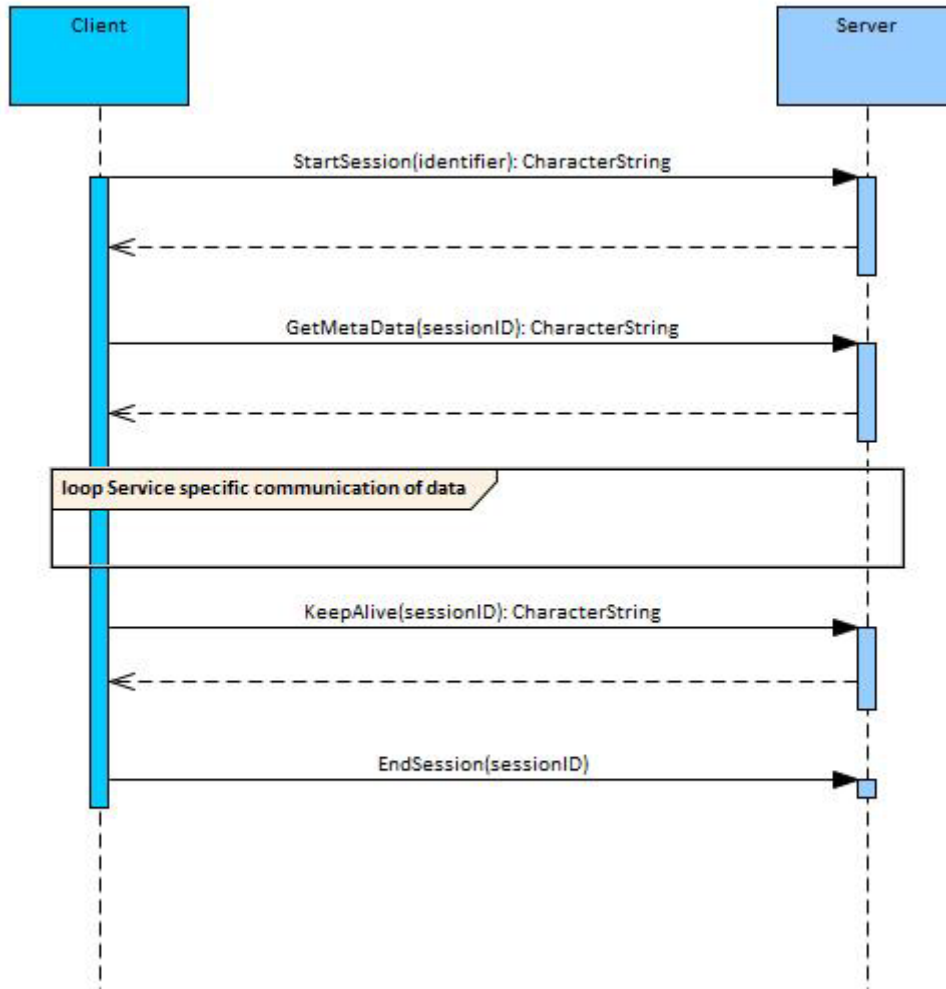 Client
Server
StartSession(identifier): CharacterString
GetMetaData(sessionID): CharacterString
loop Service specific communication of data
KeepAlive(sessionID): CharacterString
EndSession(sessionID)